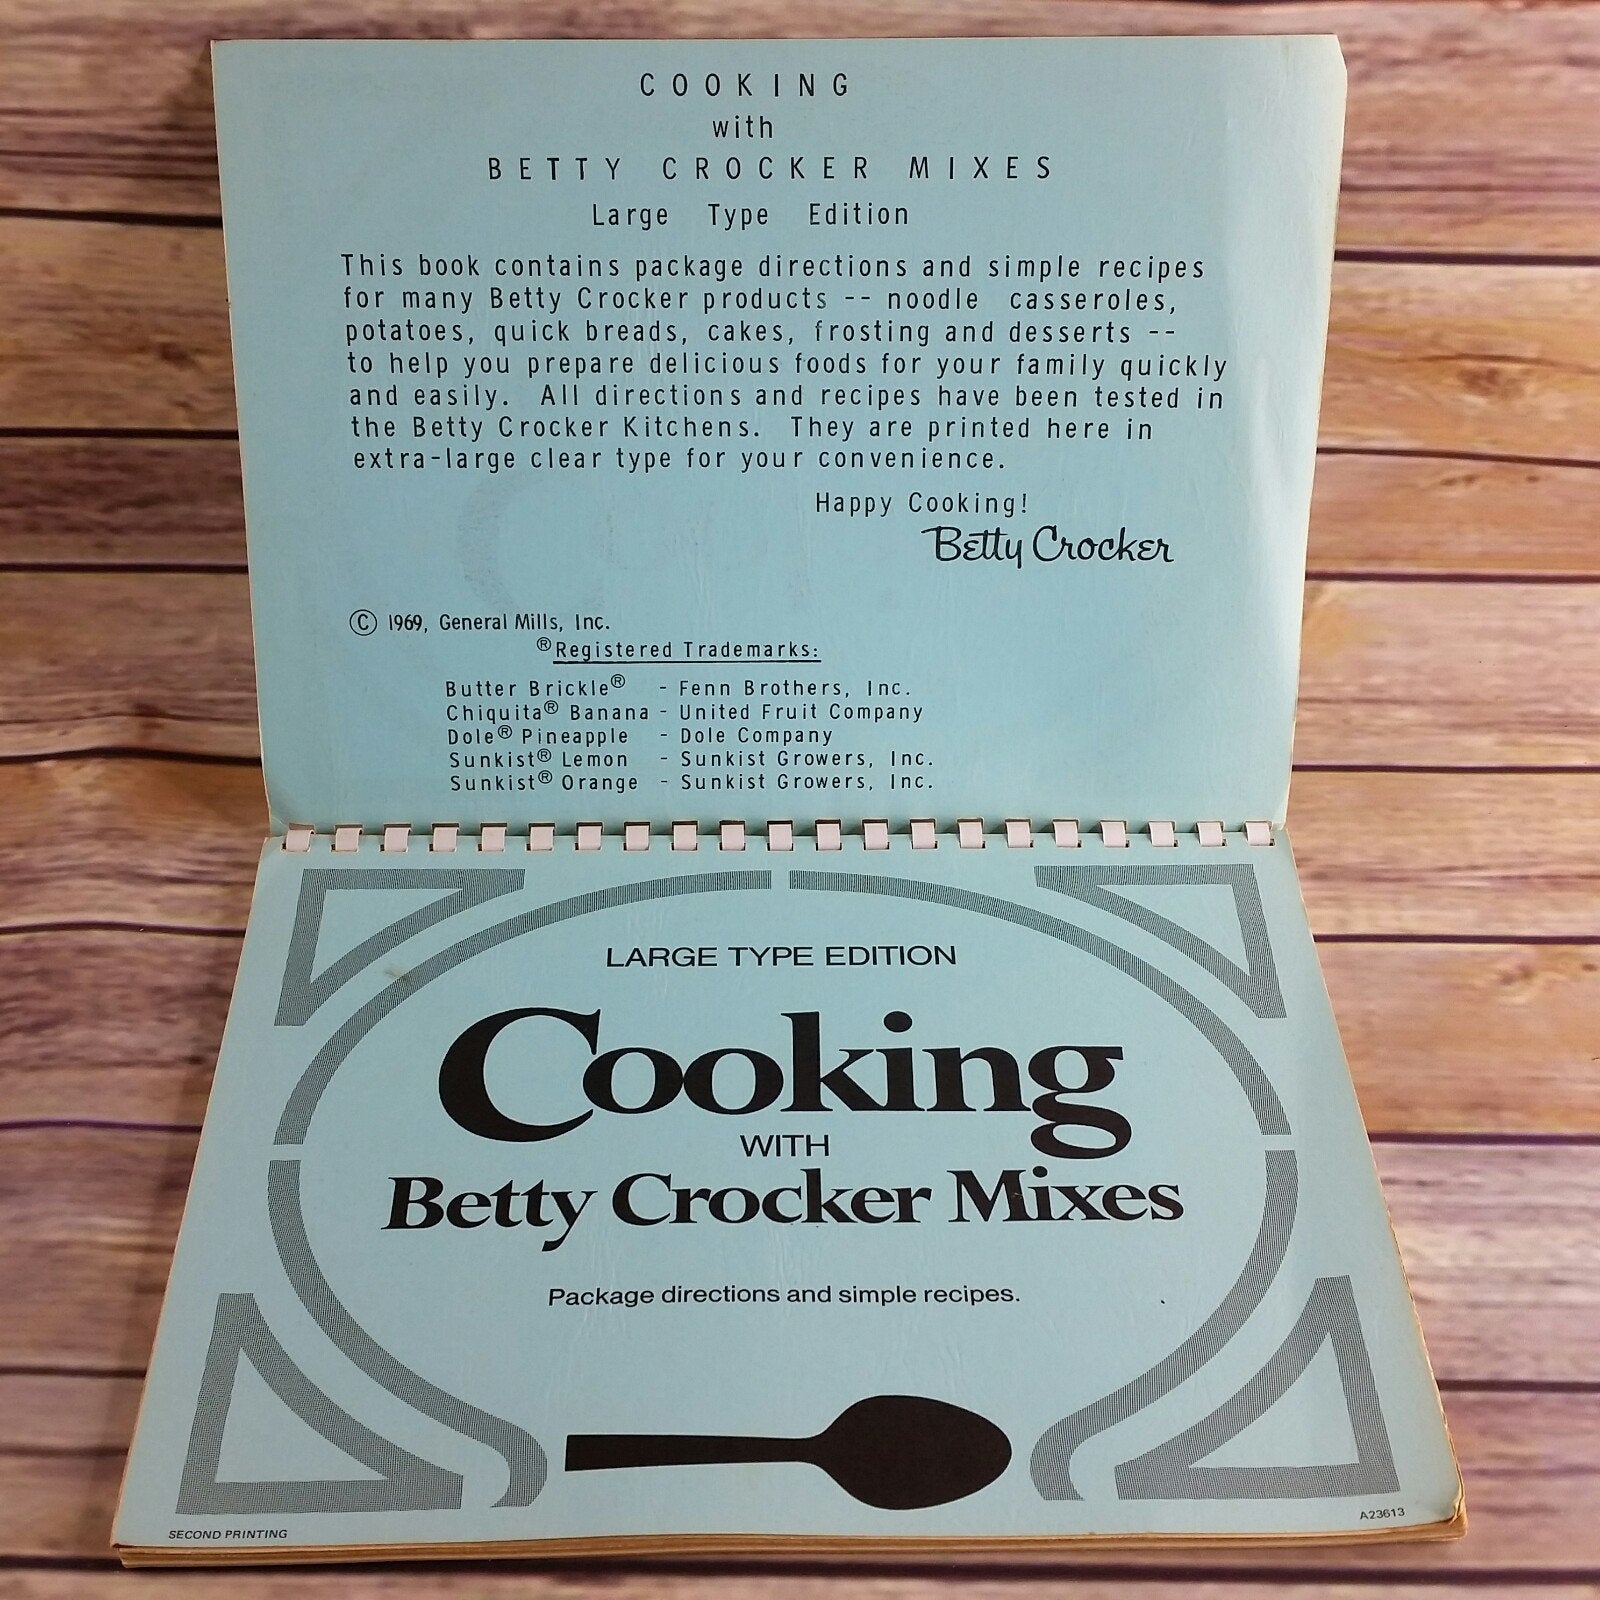 COOKING
with
BETTY CROCKER MIXES
Large Type Edition
This book contains package directions and simple recipes
for many Betty Crocker products -- noodle casseroles,
potatoes, quick breads, cakes, frosting and desserts --
to help you prepare delicious foods for your family quickly
and easily. All directions and recipes have been tested in
the Betty Crocker Kitchens. They are printed here in
extra-large clear type for your convenience.
Happy Cooking!
Betty Crocker
© 1969, General Mills, Inc.
® Registered Trademarks:
Butter Brickle® - Fenn Brothers, Inc.
Chiquita® Banana - United Fruit Company
Dole® Pineapple - Dole Company
Sunkist® Lemon - Sunkist Growers, Inc.
Sunkist® Orange - Sunkist Growers, Inc.
LARGE TYPE EDITION
Cooking
WITH
Betty Crocker Mixes
Package directions and simple recipes.
SECOND PRINTING
A23613